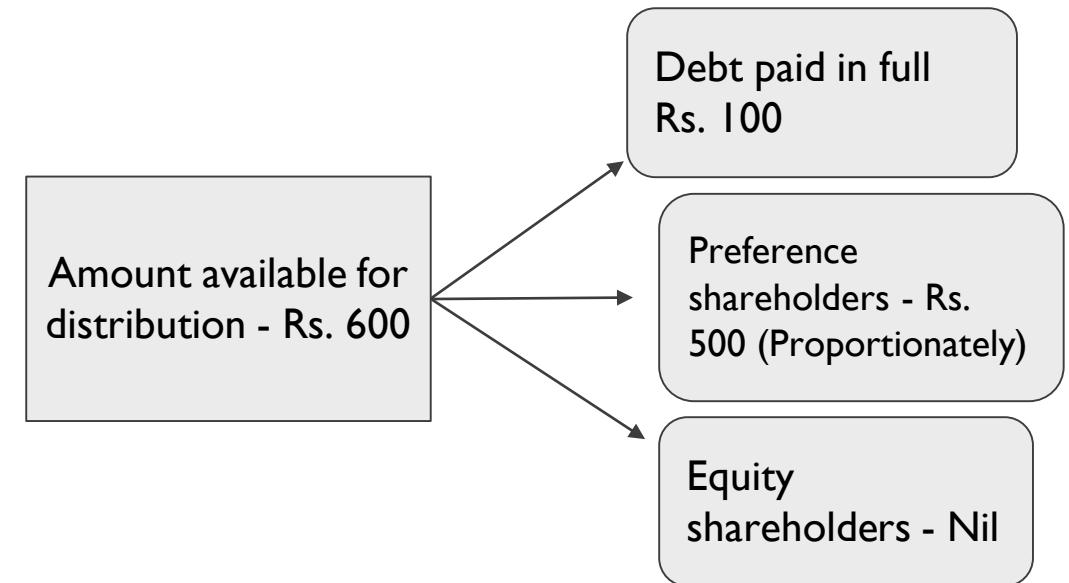 Debt paid in full
Rs. 100
Amount available for
distribution - Rs. 600
Preference
shareholders - Rs.
500 (Proportionately)
Equity
shareholders - Nil